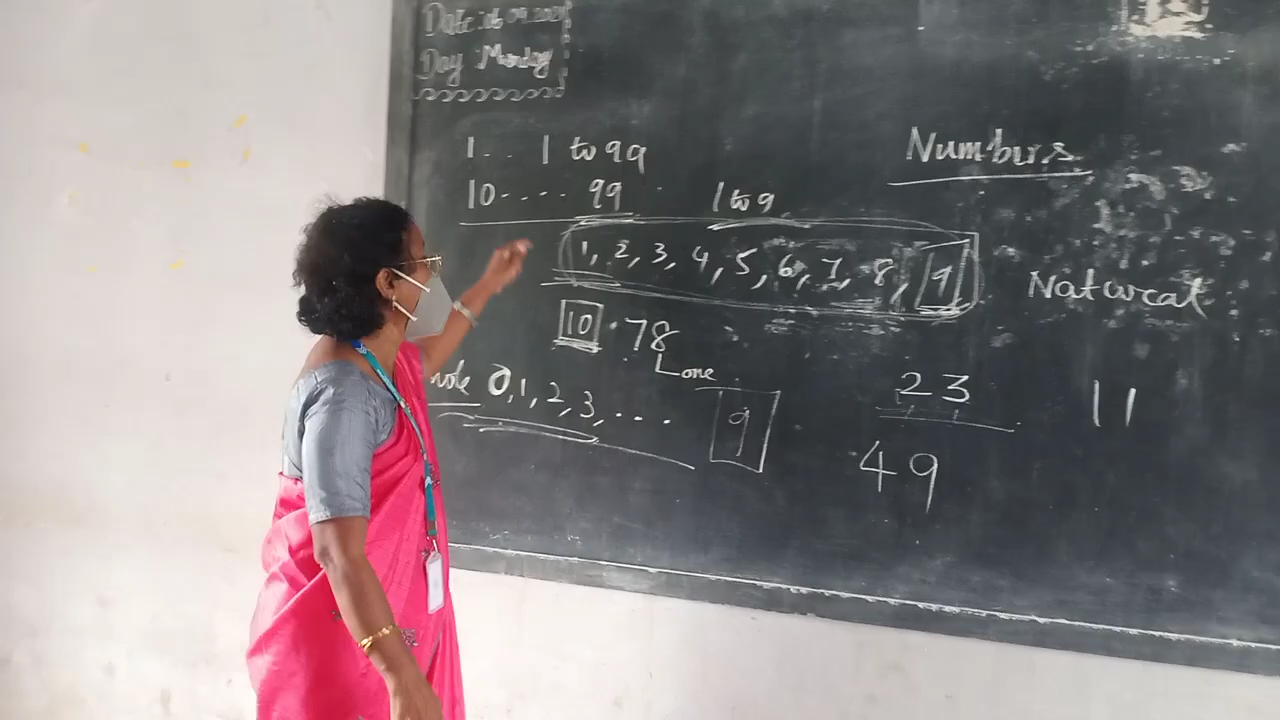 Day Monday
1.. 1 to 99
10.... 99
1 to 9
Numbers
1, 2, 3, 4, 5, 6, 7, 8, 9
Natural
10 . 78
one
0, 1, 2, 3, ....
9
23
11
49